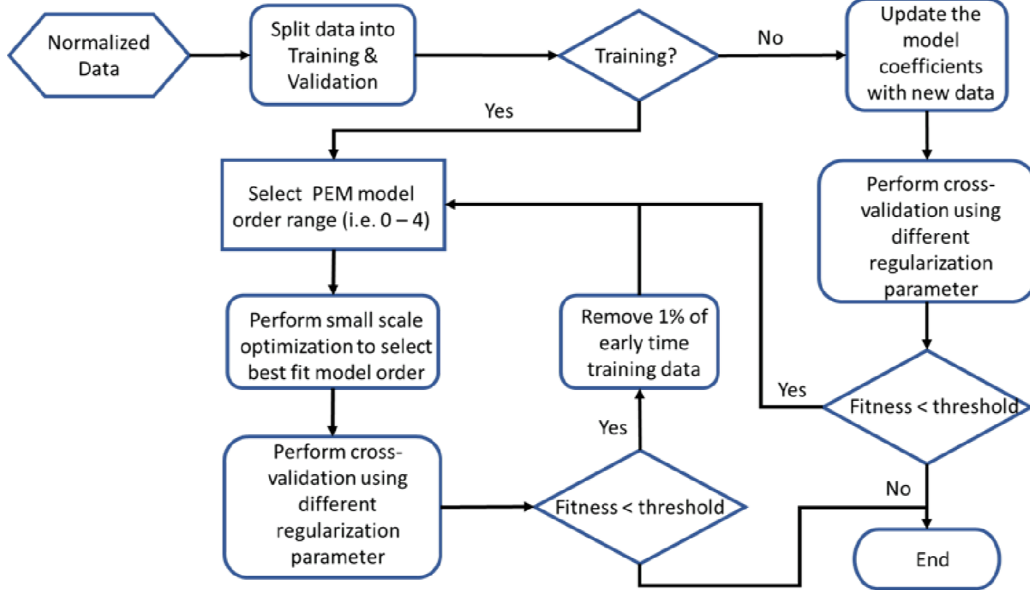 Normalized
Data
Split data into
Training &
Validation
Training?
No
Update the
model
coefficients
with new data
Yes
Select PEM model
order range (i.e. 0 – 4)
Perform cross-
validation using
different
regularization
parameter
Perform small scale
optimization to select
best fit model order
Remove 1% of
early time
training data
Yes
Fitness < threshold
Yes
Perform cross-
validation using
different
regularization
parameter
Fitness < threshold
No
End